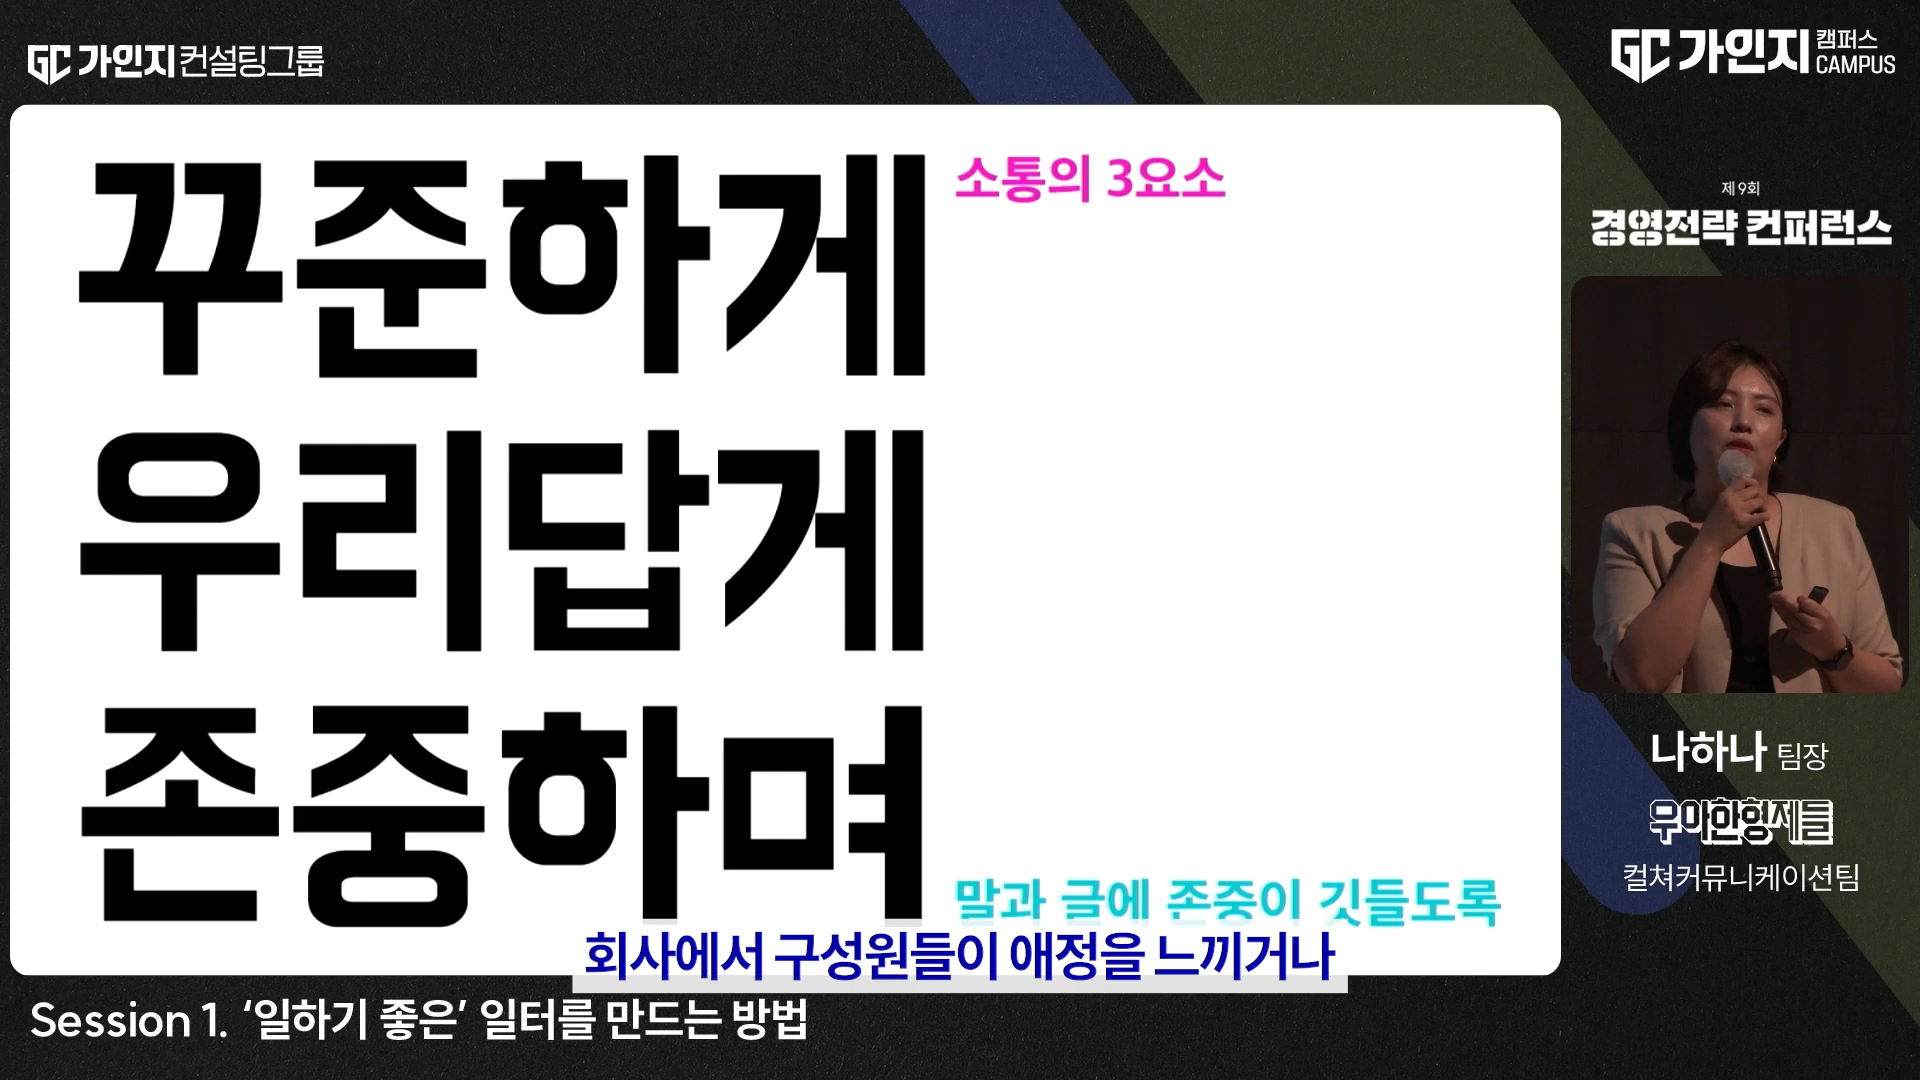 GC 가인지컨설팅그룹
GC 가인지 캠퍼스 CAMPUS
꾸준하게
소통의 3요소
우리답게
존중하며
말과 글에 존중이 깃들도록
회사에서 구성원들이 애정을 느끼거나
Session 1. ‘일하기 좋은’ 일터를 만드는 방법
제9회
경영전략 컨퍼런스
나하나 팀장
우아한형제들
컬쳐커뮤니케이션팀